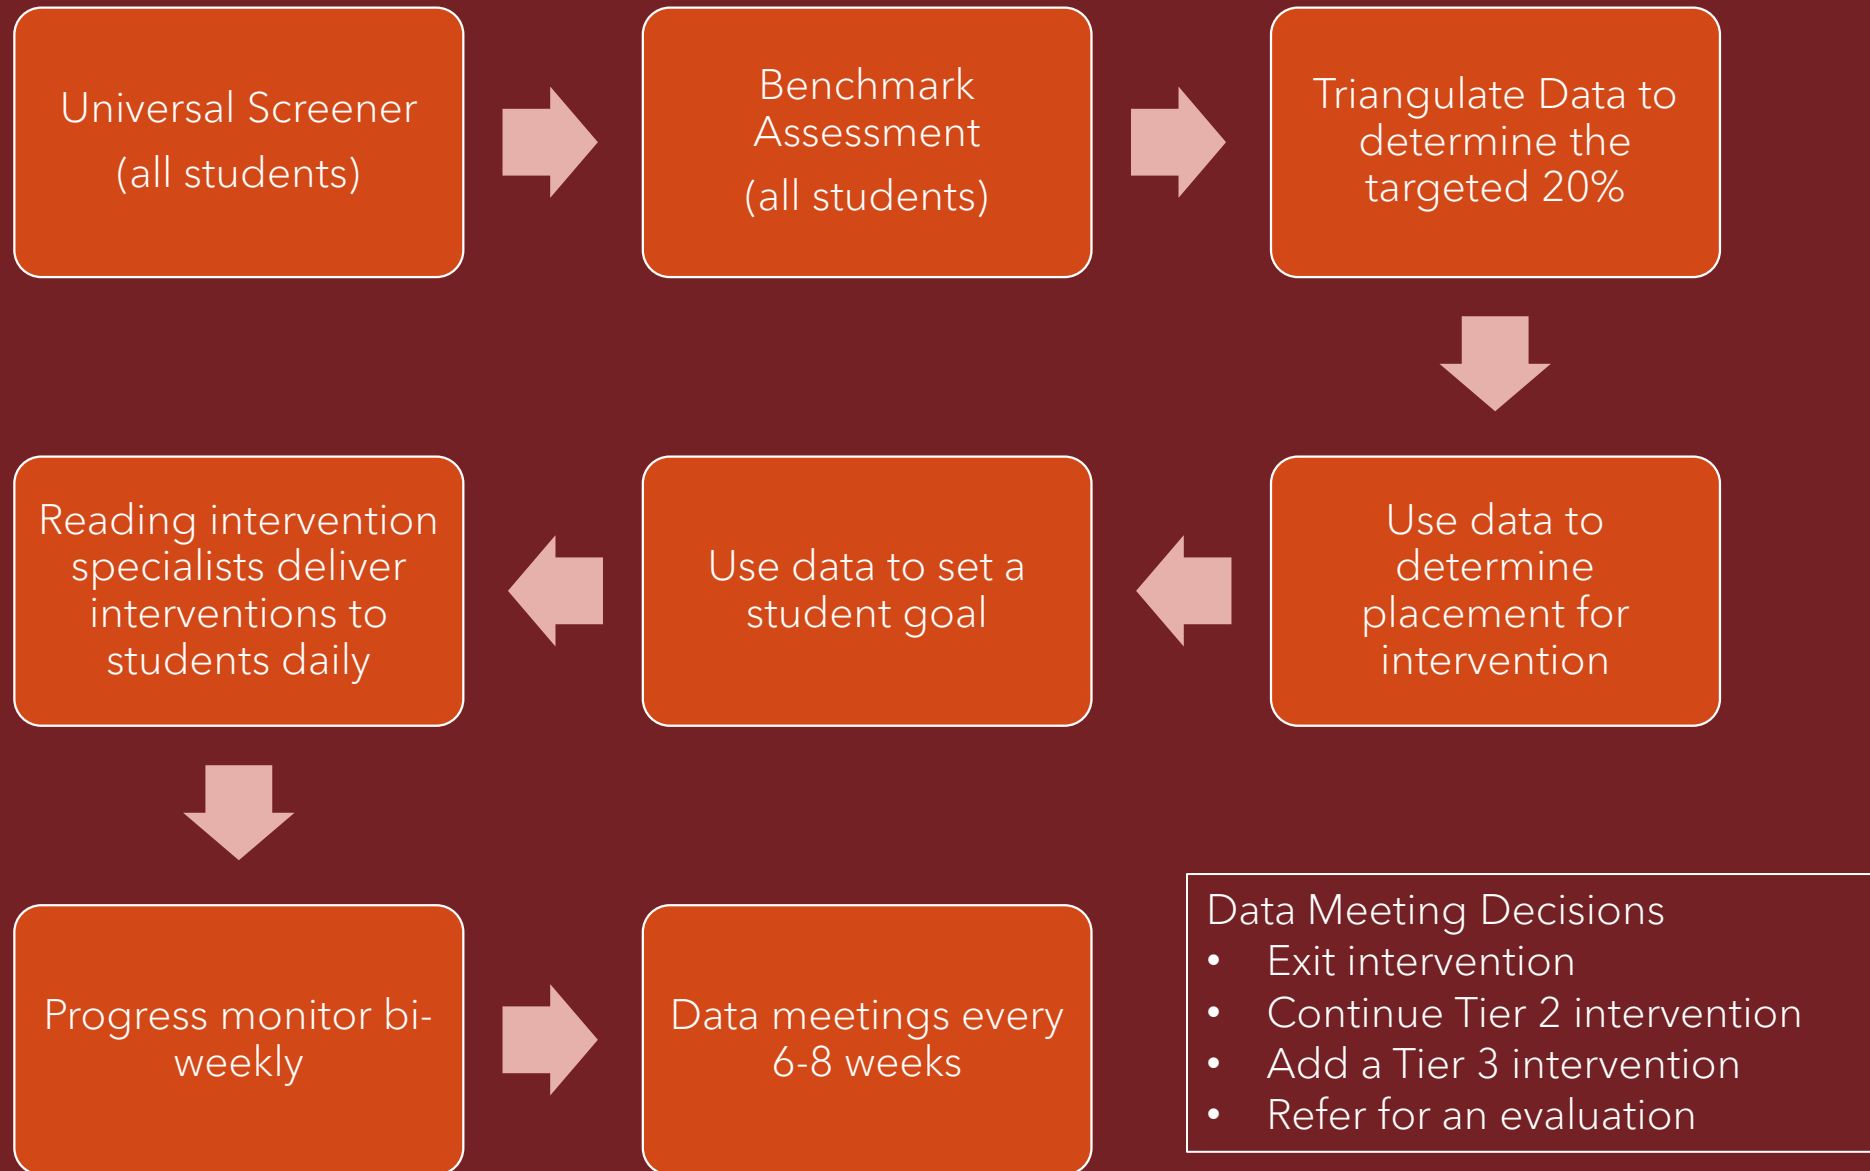 Universal Screener
(all students)
Benchmark
Assessment
(all students)
Triangulate Data to
determine the
targeted 20%
Use data to
determine
placement for
intervention
Use data to set a
student goal
Reading intervention
specialists deliver
interventions to
students daily
Progress monitor bi-
weekly
Data meetings every
6-8 weeks
Data Meeting Decisions
• Exit intervention
• Continue Tier 2 intervention
• Add a Tier 3 intervention
• Refer for an evaluation